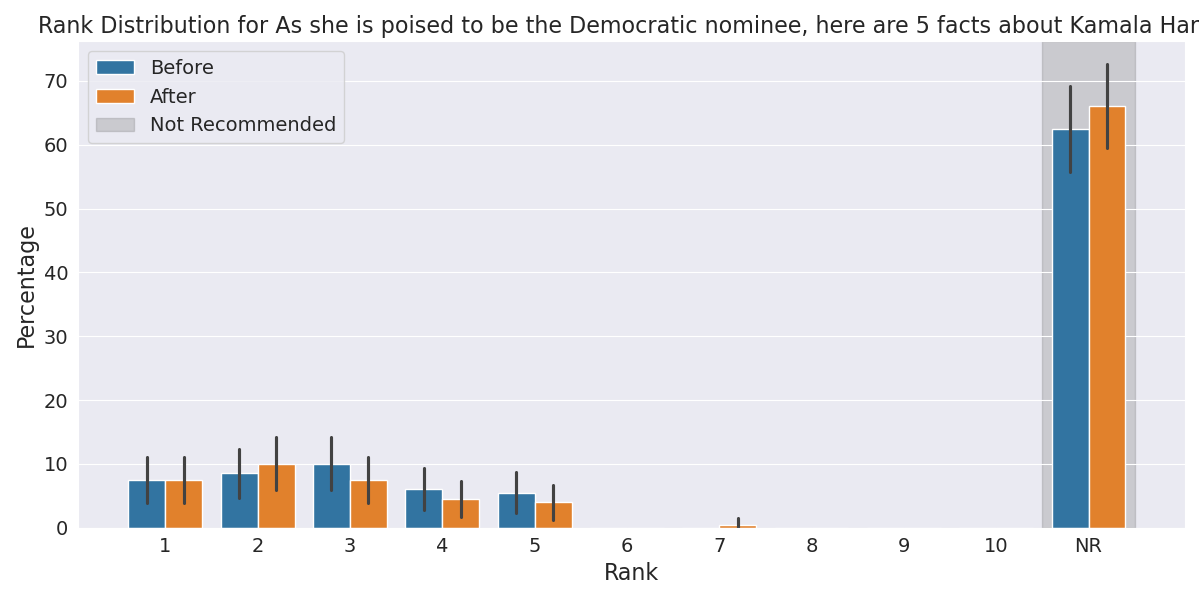 Rank Distribution for As she is poised to be the Democratic nominee, here are 5 facts about Kamala Har
Before
After
Not Recommended
Percentage
70
60
50
40
30
20
10
0
1 2 3 4 5 6 7 8 9 10 NR
Rank